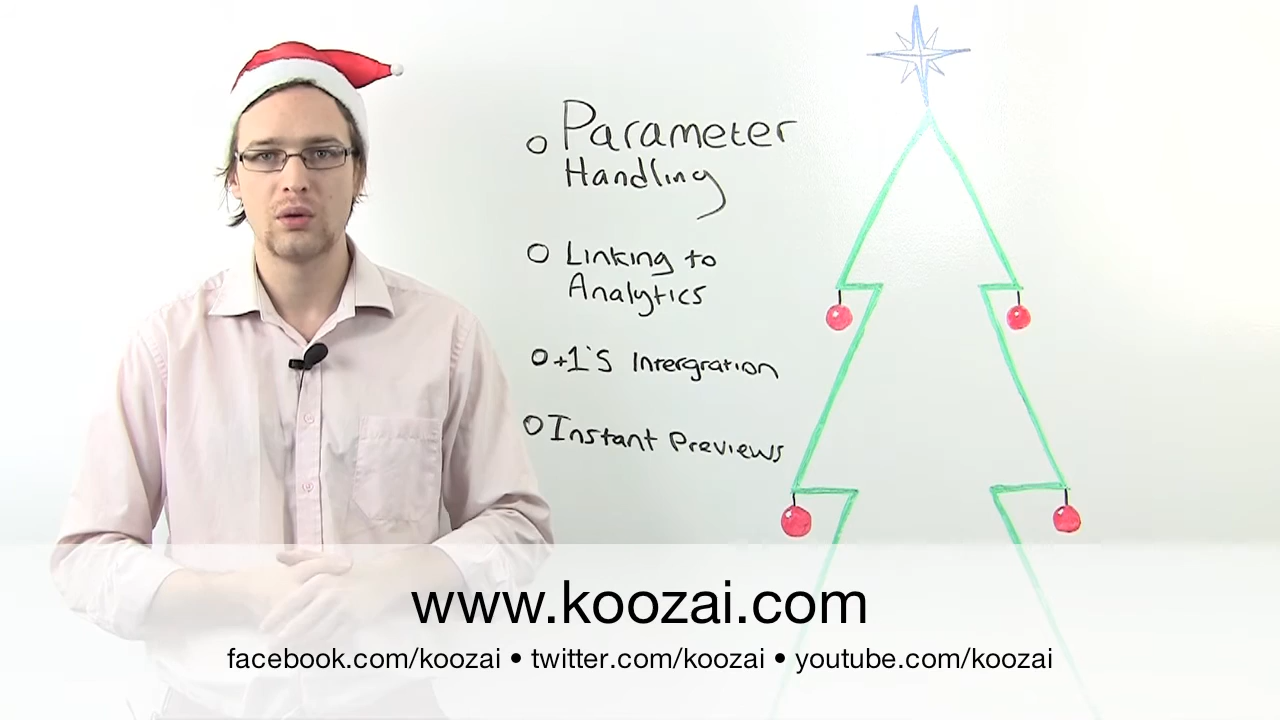 Parameter
Handling
Linking to
Analytics
+1's Intergration
Instant Previews
www.koozai.com
facebook.com/koozai • twitter.com/koozai • youtube.com/koozai